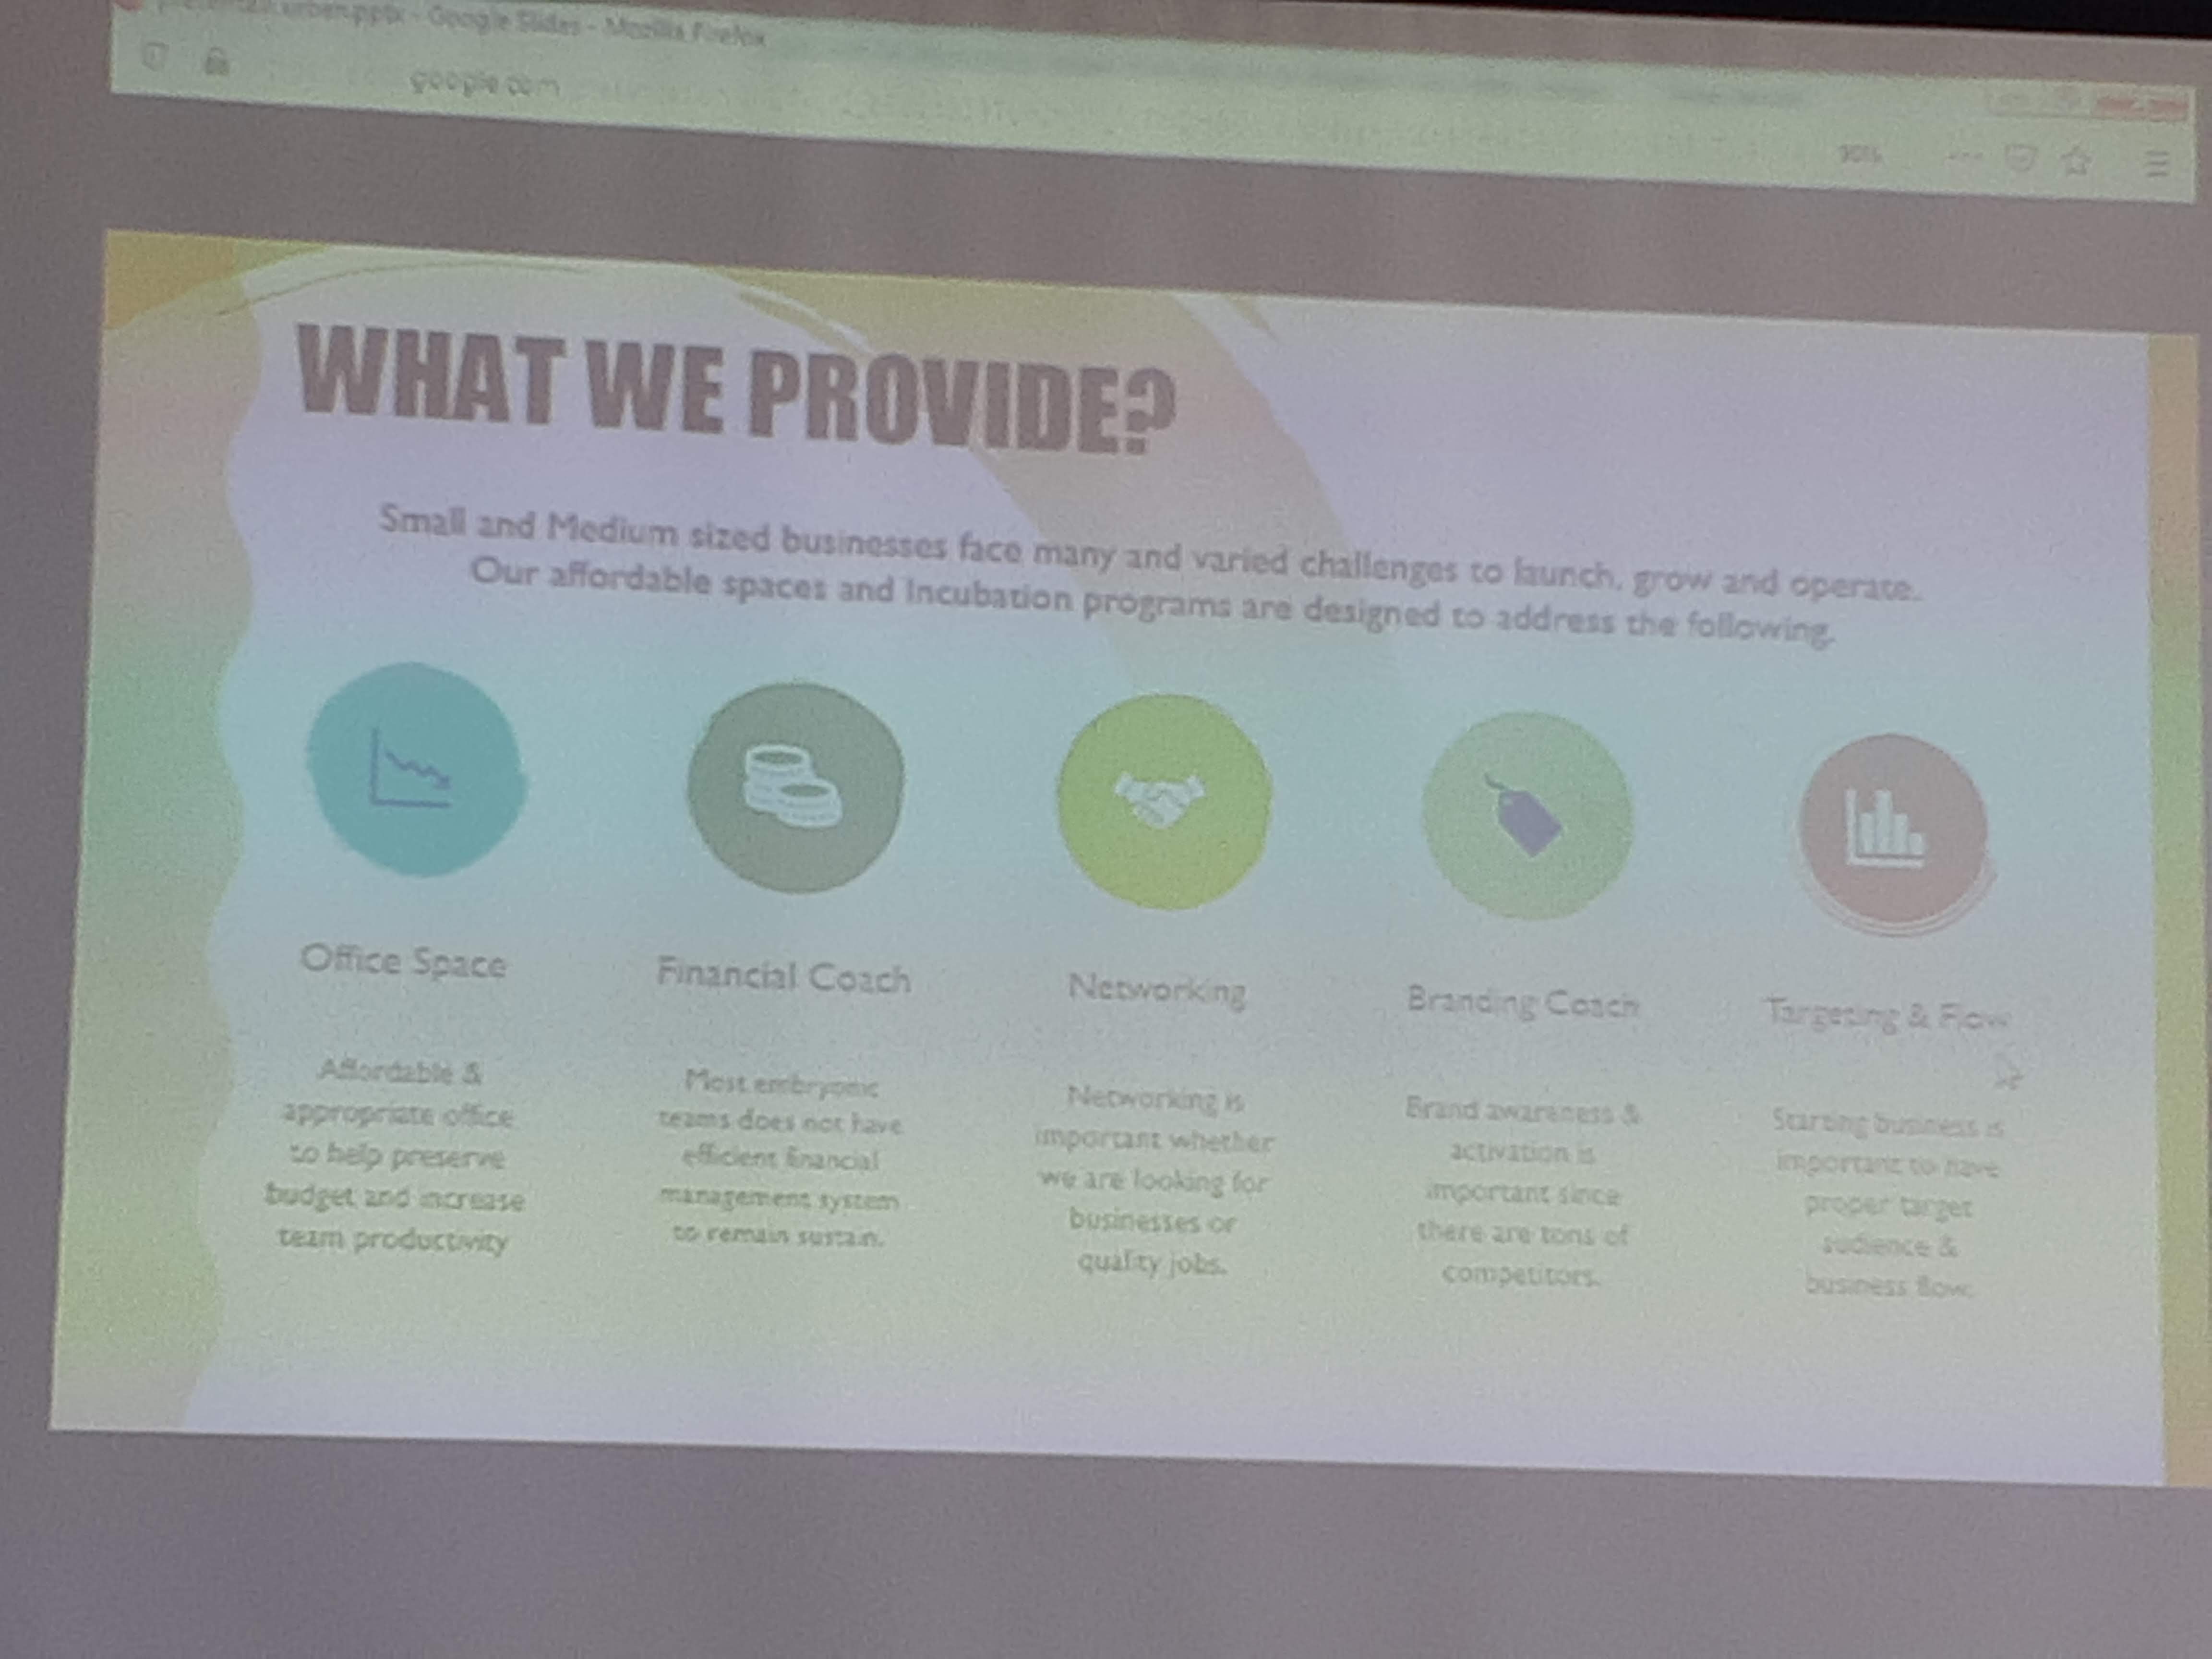 urben.pptx - Google Slides - Mozilla Firefox
google.com
90%
WHAT WE PROVIDE?
Small and Medium sized businesses face many and varied challenges to launch, grow and operate.
Our affordable spaces and Incubation programs are designed to address the following.
Office Space
Affordable &
appropriate office
to help preserve
budget and increase
team productivity
Financial Coach
Most embryonic
teams does not have
efficient financial
management system
to remain sustain.
Networking
Networking is
important whether
we are looking for
businesses or
quality jobs.
Branding Coach
Brand awareness &
activation is
important since
there are tons of
competitors.
Targeting & Flow
Starting business is
important to have
proper target
audience &
business flow.